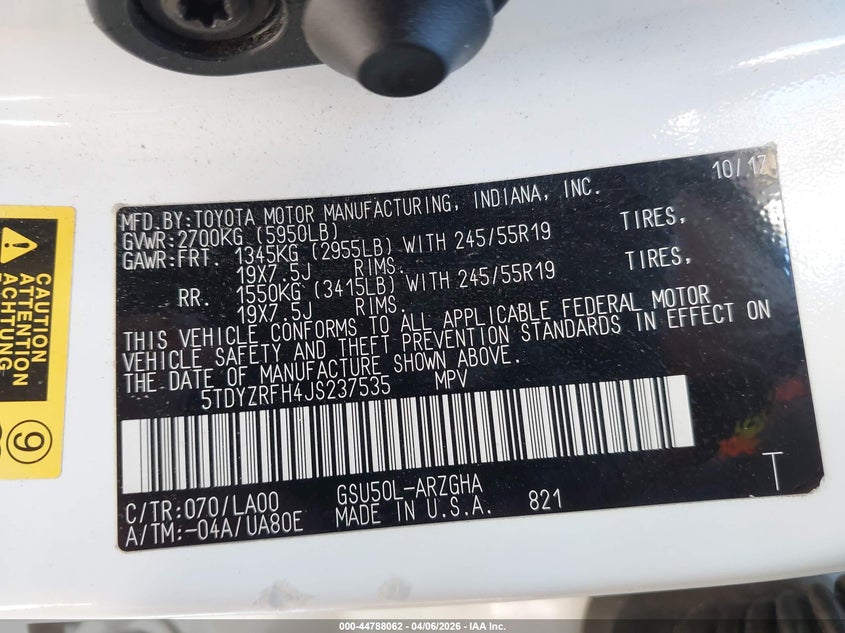 10/17
MFD.BY:TOYOTA MOTOR MANUFACTURING, INDIANA, INC.
GVWR:2700KG (5950LB)
GAWR:FRT. 1345KG (2955LB) WITH 245/55R19 TIRES,
19X7.5J RIMS.
RR. 1550KG (3415LB) WITH 245/55R19 TIRES,
19X7.5J RIMS.
THIS VEHICLE CONFORMS TO ALL APPLICABLE FEDERAL MOTOR
VEHICLE SAFETY AND THEFT PREVENTION STANDARDS IN EFFECT ON
THE DATE OF MANUFACTURE SHOWN ABOVE.
5TDYZRFH4JS237535 MPV
C/TR:070/LA00 GSU50L-ARZGHA T
A/TM:-04A/UA80E MADE IN U.S.A. 821
CAUTION
ATTENTION
ACHTUNG
9
000-44788062 - 04/06/2026 - IAA Inc.